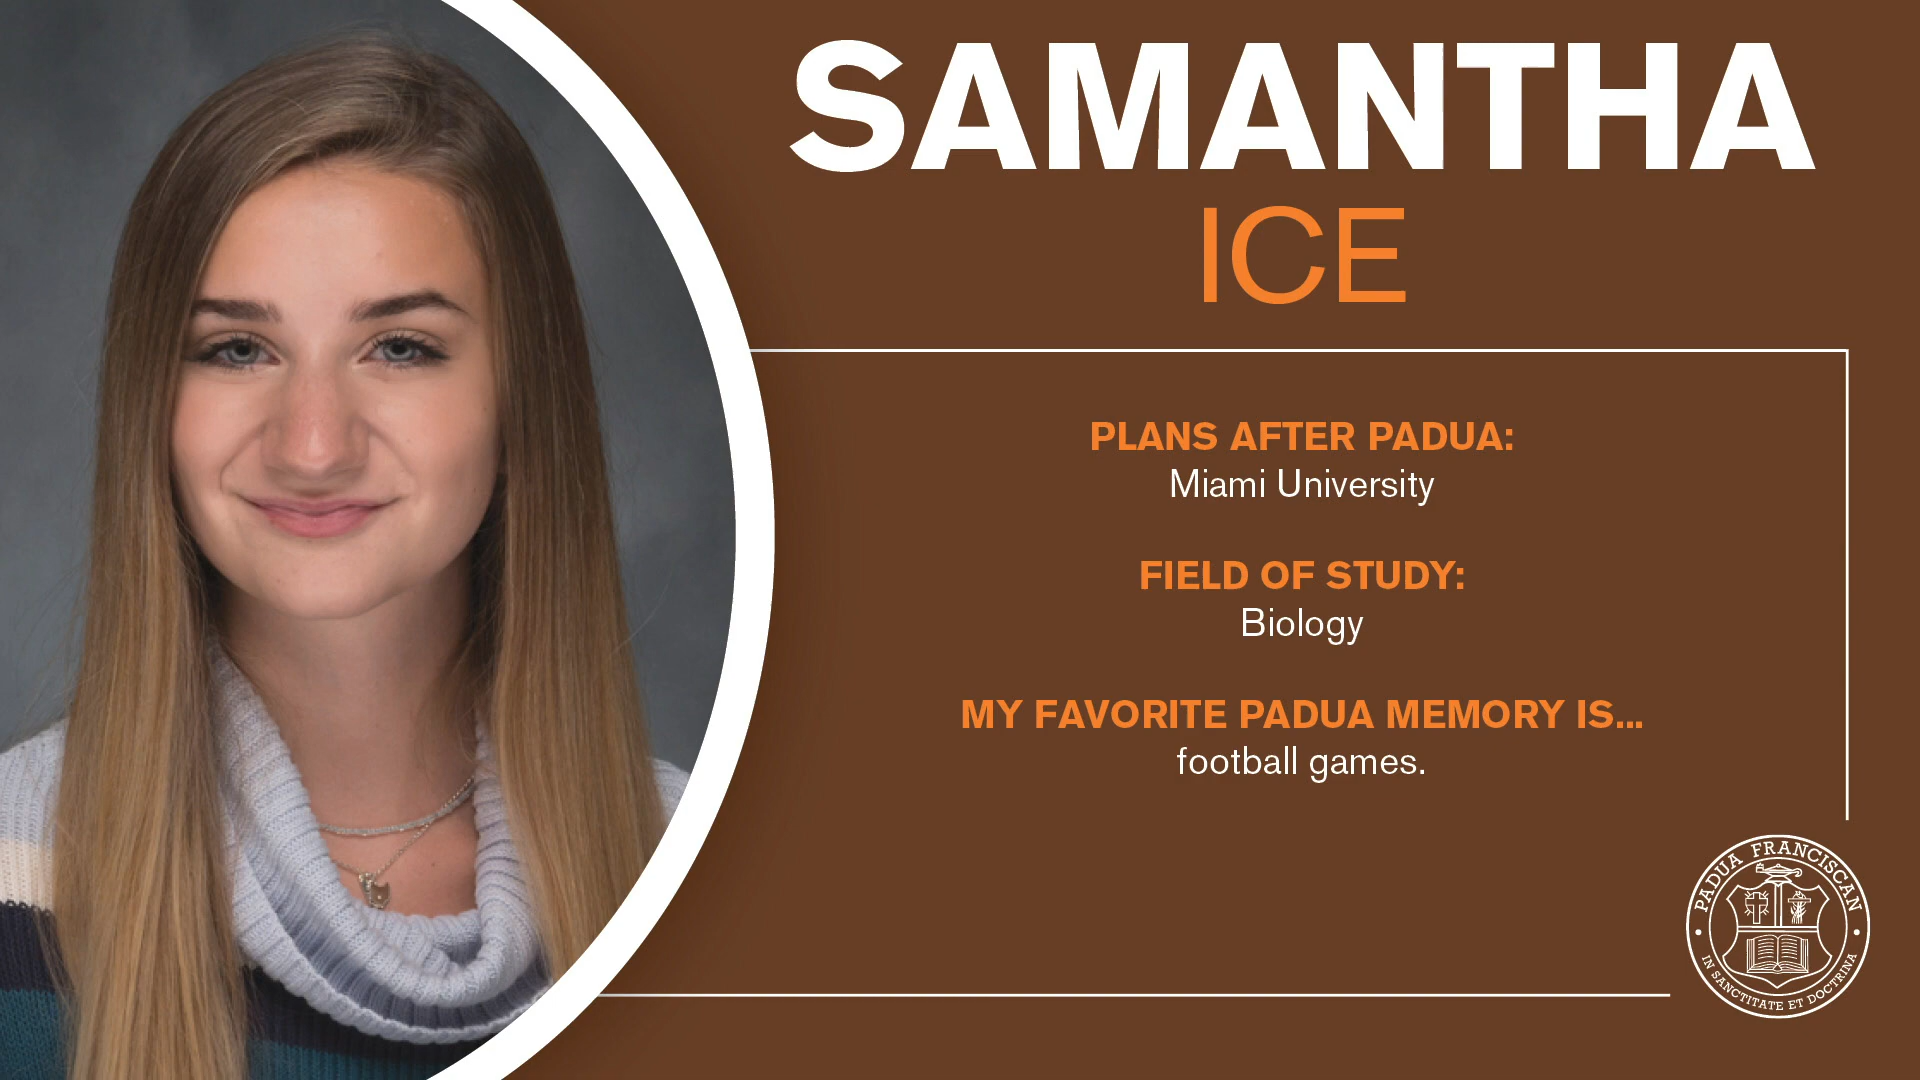 SAMANTHA
ICE
PLANS AFTER PADUA:
Miami University
FIELD OF STUDY:
Biology
MY FAVORITE PADUA MEMORY IS...
football games.
PADUA FRANCISCAN
IN SANCTITATE ET DOCTRINA